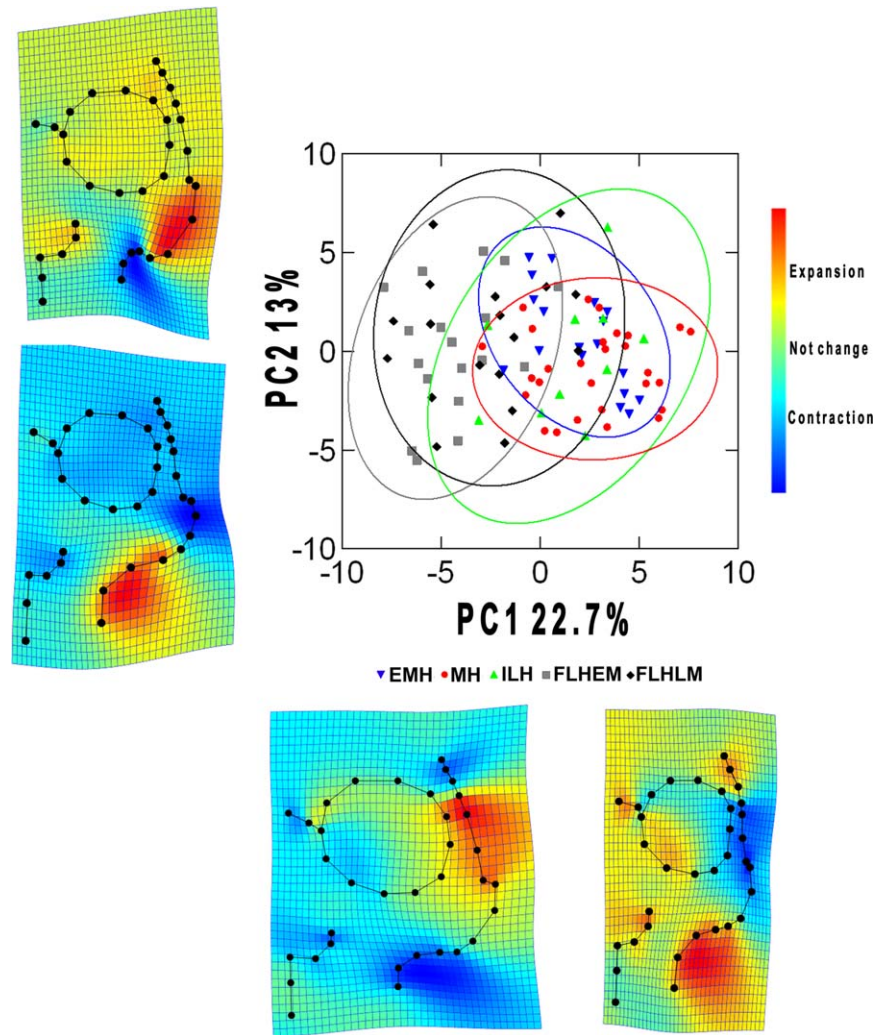 10
5
0
-5
-10
PC2 13%
-10 -5 0 5 10
PC1 22.7%
EMH MH ILH FLHEM FLHLM
Expansion
Not change
Contraction